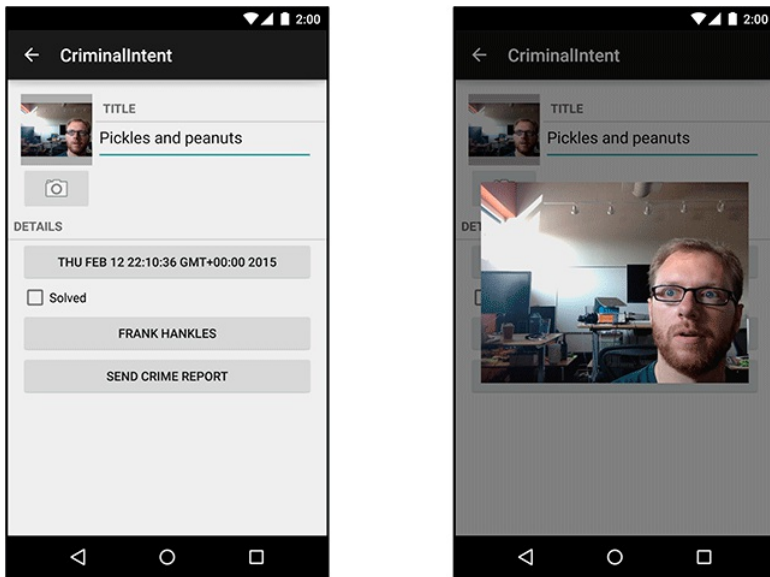 2:00
CriminalIntent
TITLE
Pickles and peanuts
DETAILS
THU FEB 12 22:10:36 GMT+00:00 2015
Solved
FRANK HANKLES
SEND CRIME REPORT
2:00
CriminalIntent
TITLE
Pickles and peanuts
DET